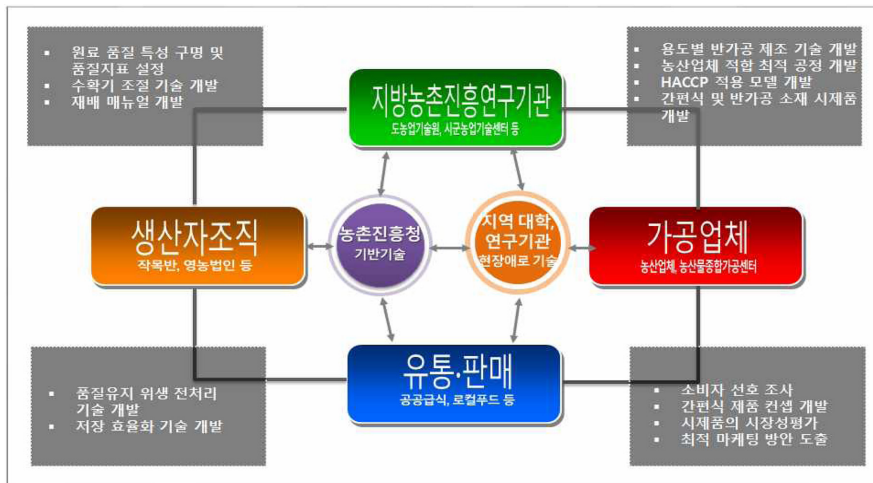 ▪ 원료 품질 특성 구명 및
품질지표 설정
▪ 수확기 조절 기술 개발
▪ 재배 매뉴얼 개발
▪ 용도별 반가공 제조 기술 개발
▪ 농산업체 적합 최적 공정 개발
▪ HACCP 적용 모델 개발
▪ 간편식 및 반가공 소재 시제품
개발
지방농촌진흥연구기관
도농업기술원, 시군농업기술센터 등
생산자조직
작목반, 영농법인 등
농촌진흥청
기반기술
지역 대학,
연구기관
현장애로 기술
가공업체
농산업체, 농산물종합가공센터
유통·판매
공공급식, 로컬푸드 등
▪ 품질유지 위생 전처리
기술 개발
▪ 저장 효율화 기술 개발
▪ 소비자 선호 조사
▪ 간편식 제품 컨셉 개발
▪ 시제품의 시장성평가
▪ 최적 마케팅 방안 도출